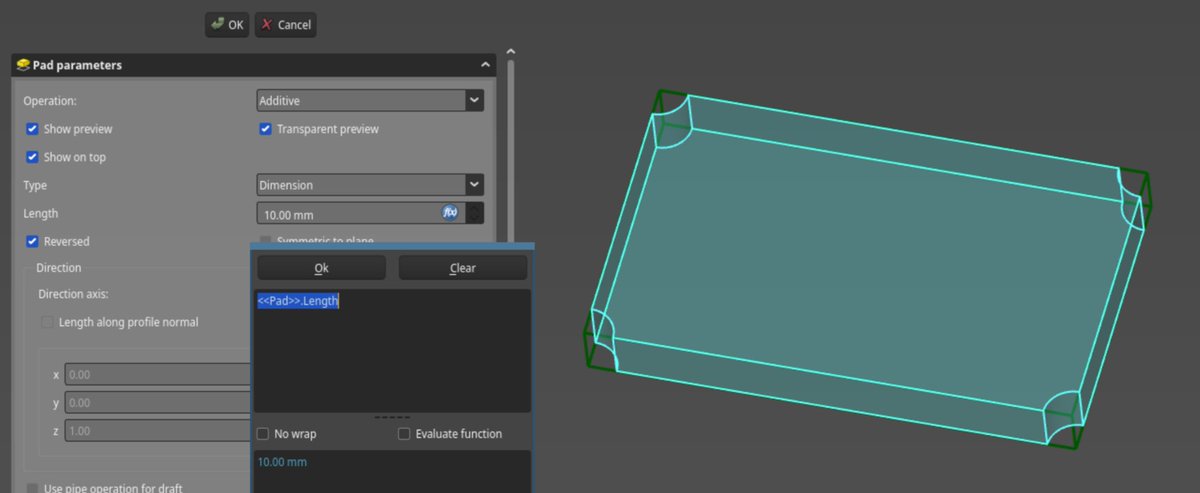 OK Cancel
Pad parameters
Operation: Additive
Show preview Transparent preview
Show on top
Type Dimension
Length 10.00 mm f(x)
Reversed Symmetric to plane
Direction
Ok Clear
Direction axis:
<<Pad>>.Length
Length along profile normal
x 0.00
y 0.00
z 1.00
No wrap Evaluate function
10.00 mm
Use pipe operation for draft